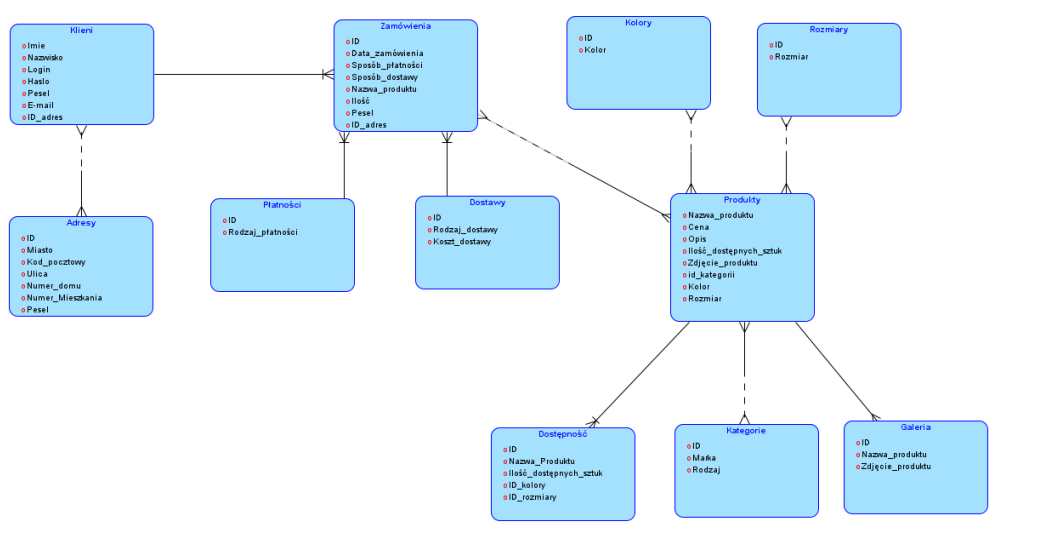 Klieni
Imie
Nazwisko
Login
Haslo
Pesel
E-mail
ID_adres
Zamówienia
ID
Data_zamówienia
Sposób_płatności
Sposób_dostawy
Nazwa_produktu
Ilość
Pesel
ID_adres
Kolory
ID
Kolor
Rozmiary
ID
Rozmiar
Adresy
ID
Miasto
Kod_pocztowy
Ulica
Numer_domu
Numer_Mieszkania
Pesel
Płatności
ID
Rodzaj_płatności
Dostawy
ID
Rodzaj_dostawy
Koszt_dostawy
Produkty
Nazwa_produktu
Cena
Opis
Ilość_dostępnych_sztuk
Zdjęcie_produktu
id_kategorii
Kolor
Rozmiar
Dostępność
ID
Nazwa_Produktu
Ilość_dostępnych_sztuk
ID_kolory
ID_rozmiary
Kategorie
ID
Marka
Rodzaj
Galeria
ID
Nazwa_produktu
Zdjęcie_produktu